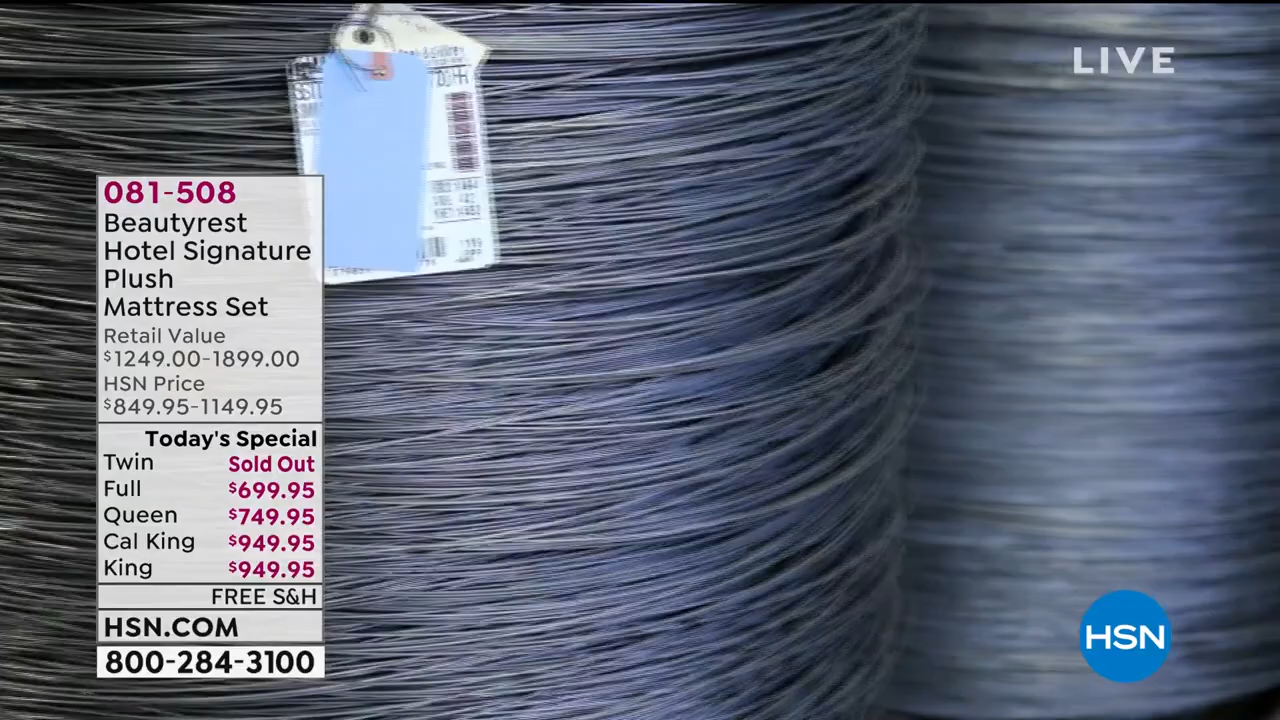 LIVE
081-508
Beautyrest
Hotel Signature
Plush
Mattress Set
Retail Value
$1249.00-1899.00
HSN Price
$849.95-1149.95
Today's Special
Twin Sold Out
Full $699.95
Queen $749.95
Cal King $949.95
King $949.95
FREE S&H
HSN.COM
800-284-3100
HSN